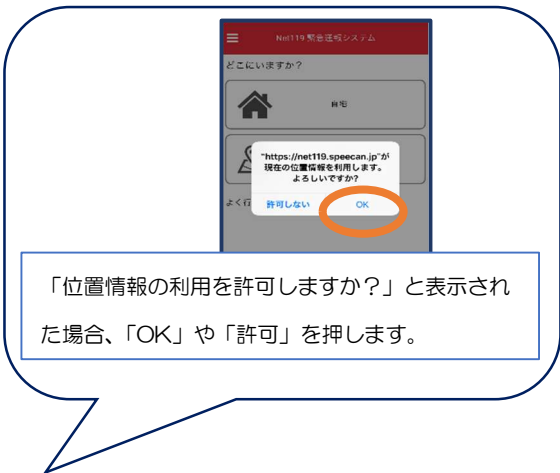 Net119 緊急通報システム
どこにいますか?
自宅
"https://net119.speecan.jp"が
現在の位置情報を利用します。
よろしいですか?
許可しない OK
よく行
「位置情報の利用を許可しますか?」と表示され
た場合、「OK」や「許可」を押します。